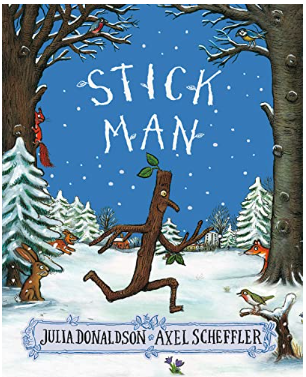 STICK
MAN
JULIA DONALDSON AXEL SCHEFFLER